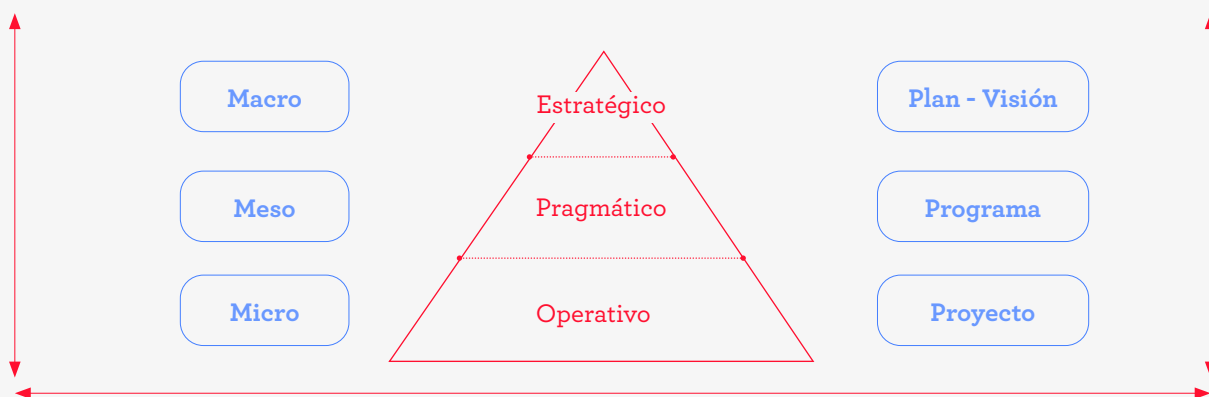 Macro
Estratégico
Plan - Visión
Meso
Pragmático
Programa
Micro
Operativo
Proyecto